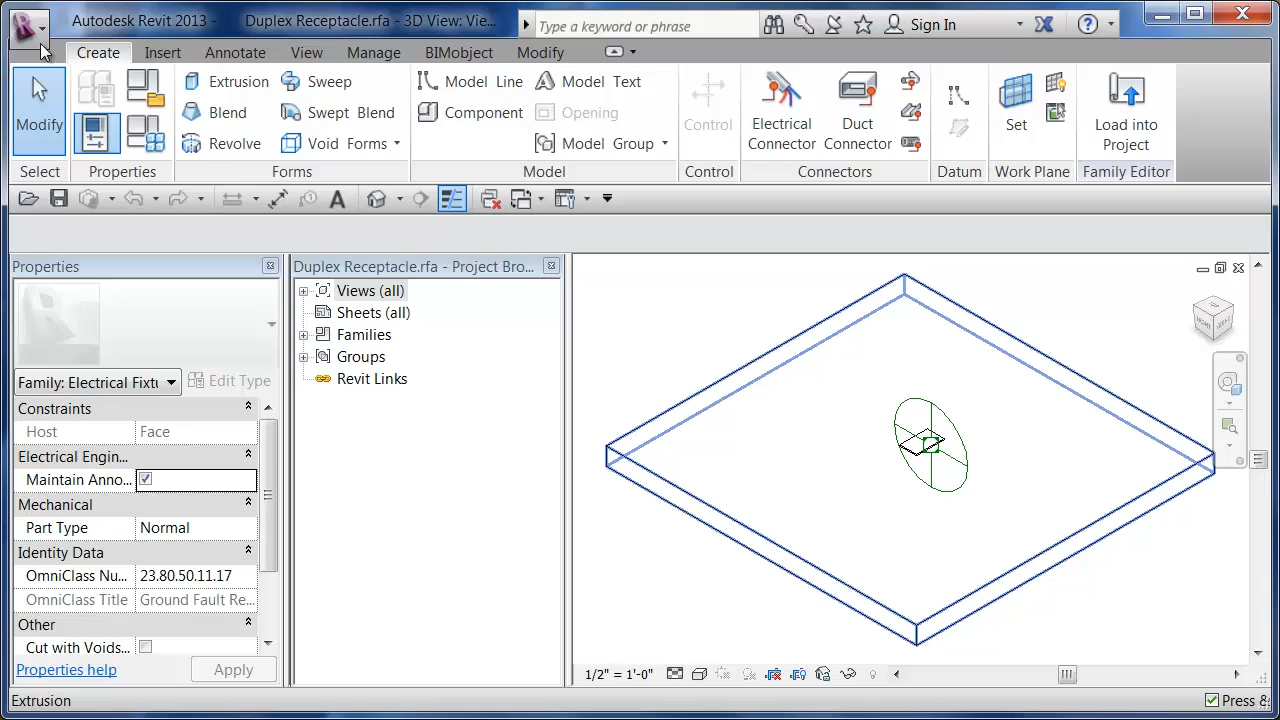 Autodesk Revit 2013 - Duplex Receptacle.rfa - 3D View: Vie...
Type a keyword or phrase
Sign In
Create Insert Annotate View Manage BIMobject Modify
Modify
Extrusion Sweep
Blend Swept Blend
Revolve Void Forms
Model Line Model Text
Component Opening
Model Group
Control
Electrical Connector
Duct Connector
Set
Load into Project
Select Properties Forms Model Control Connectors Datum Work Plane Family Editor
Properties
Family: Electrical Fixtu
Edit Type
Constraints
Host Face
Electrical Engin...
Maintain Anno...
Mechanical
Part Type Normal
Identity Data
OmniClass Nu... 23.80.50.11.17
OmniClass Title Ground Fault Re...
Other
Cut with Voids...
Properties help Apply
Duplex Receptacle.rfa - Project Bro...
Views (all)
Sheets (all)
Families
Groups
Revit Links
TOP
FRONT
RIGHT
1/2" = 1'-0"
Extrusion
Press &